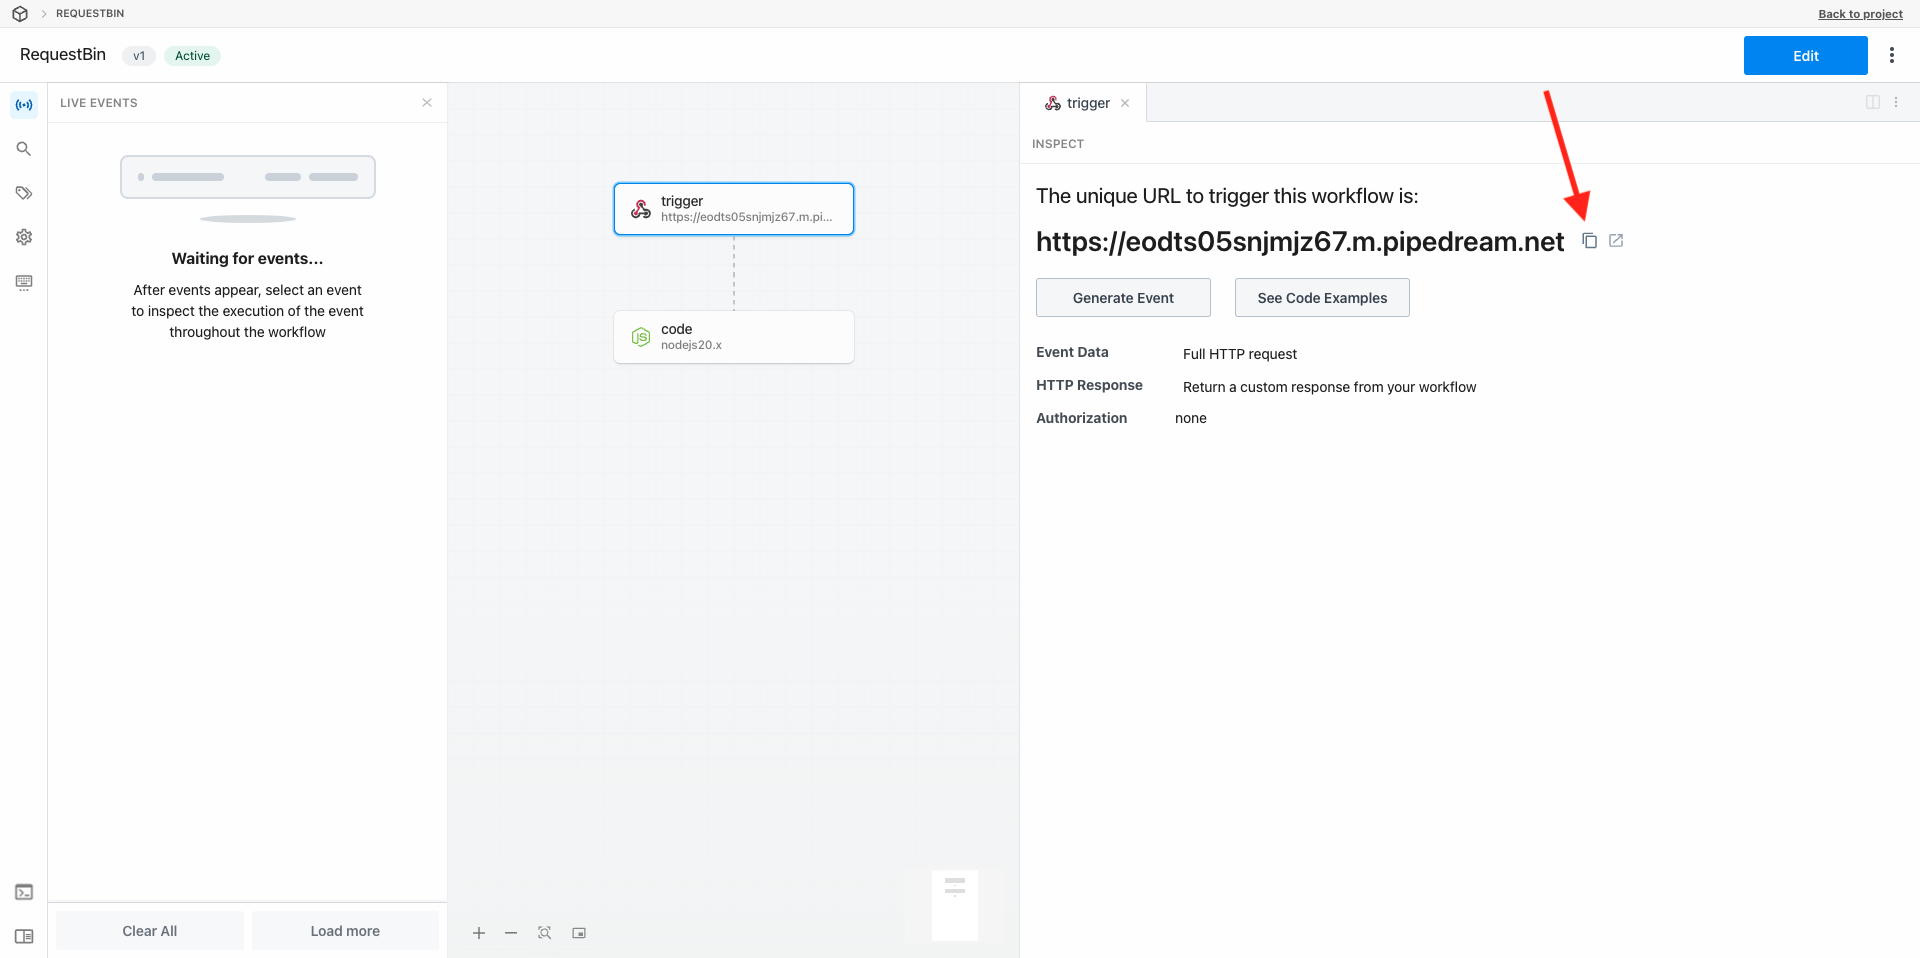 REQUESTBIN
Back to project
RequestBin
v1
Active
Edit
LIVE EVENTS
Waiting for events...
After events appear, select an event
to inspect the execution of the event
throughout the workflow
Clear All
Load more
trigger
https://eodts05snjmjz67.m.pi...
code
nodejs20.x
JS
trigger
INSPECT
The unique URL to trigger this workflow is:
https://eodts05snjmjz67.m.pipedream.net
Generate Event
See Code Examples
Event Data
Full HTTP request
HTTP Response
Return a custom response from your workflow
Authorization
none